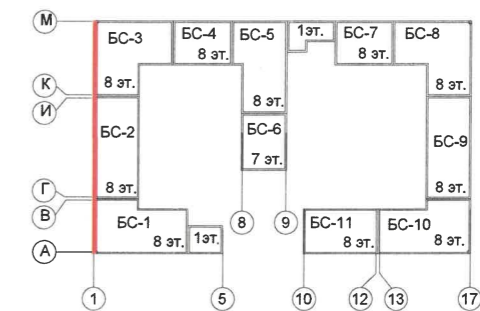 М
БС-3
БС-4
БС-5
1эт.
БС-7
БС-8
8 эт.
8 эт.
К
8 эт.
8 эт.
И
БС-6
БС-2
БС-9
7 эт.
Г
8 эт.
8 эт.
В
БС-1
8
9
БС-11
БС-10
А
8 эт.
1эт.
8 эт.
8 эт.
1
5
10
12
13
17